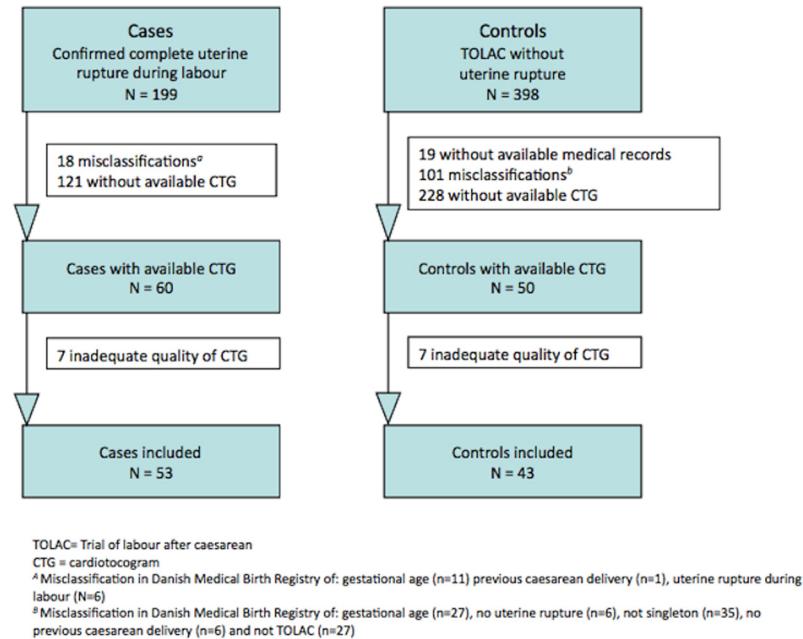 Cases
Confirmed complete uterine
rupture during labour
N = 199
Controls
TOLAC without
uterine rupture
N = 398
18 misclassificationsᵃ
121 without available CTG
19 without available medical records
101 misclassificationsᵇ
228 without available CTG
Cases with available CTG
N = 60
Controls with available CTG
N = 50
7 inadequate quality of CTG
7 inadequate quality of CTG
Cases included
N = 53
Controls included
N = 43
TOLAC= Trial of labour after caesarean
CTG = cardiotocogram
ᴬ Misclassification in Danish Medical Birth Registry of: gestational age (n=11) previous caesarean delivery (n=1), uterine rupture during
labour (N=6)
ᴮ Misclassification in Danish Medical Birth Registry of: gestational age (n=27), no uterine rupture (n=6), not singleton (n=35), no
previous caesarean delivery (n=6) and not TOLAC (n=27)